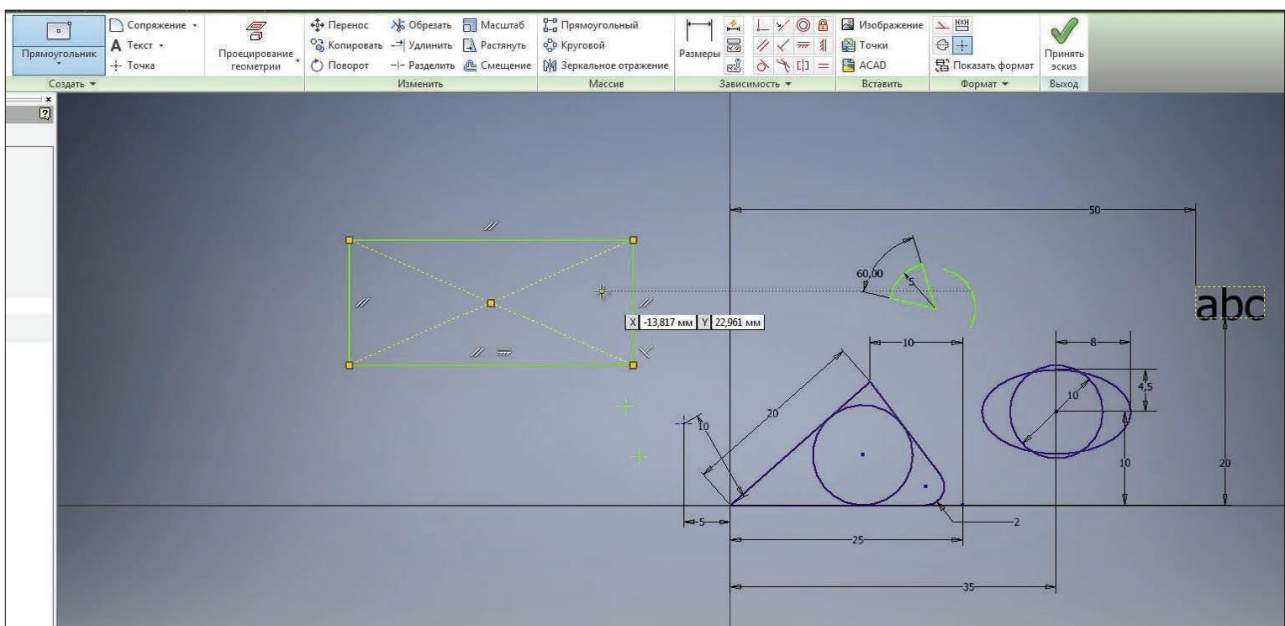 Прямоугольник
Сопряжение
Текст
Точка
Проецирование
геометрии
Перенос Обрезать Масштаб
Копировать Удлинить Растянуть
Поворот Разделить Смещение
Прямоугольный
Круговой
Зеркальное отражение
Размеры
Изображение
Точки
ACAD
Показать формат
Принять
эскиз
Создать Изменить Массив Зависимость Вставить Формат Выход
50
60,00
5
abc
X -13,817 мм Y 22,961 мм
10
8
4,5
10
20
10
10
20
5
2
25
35